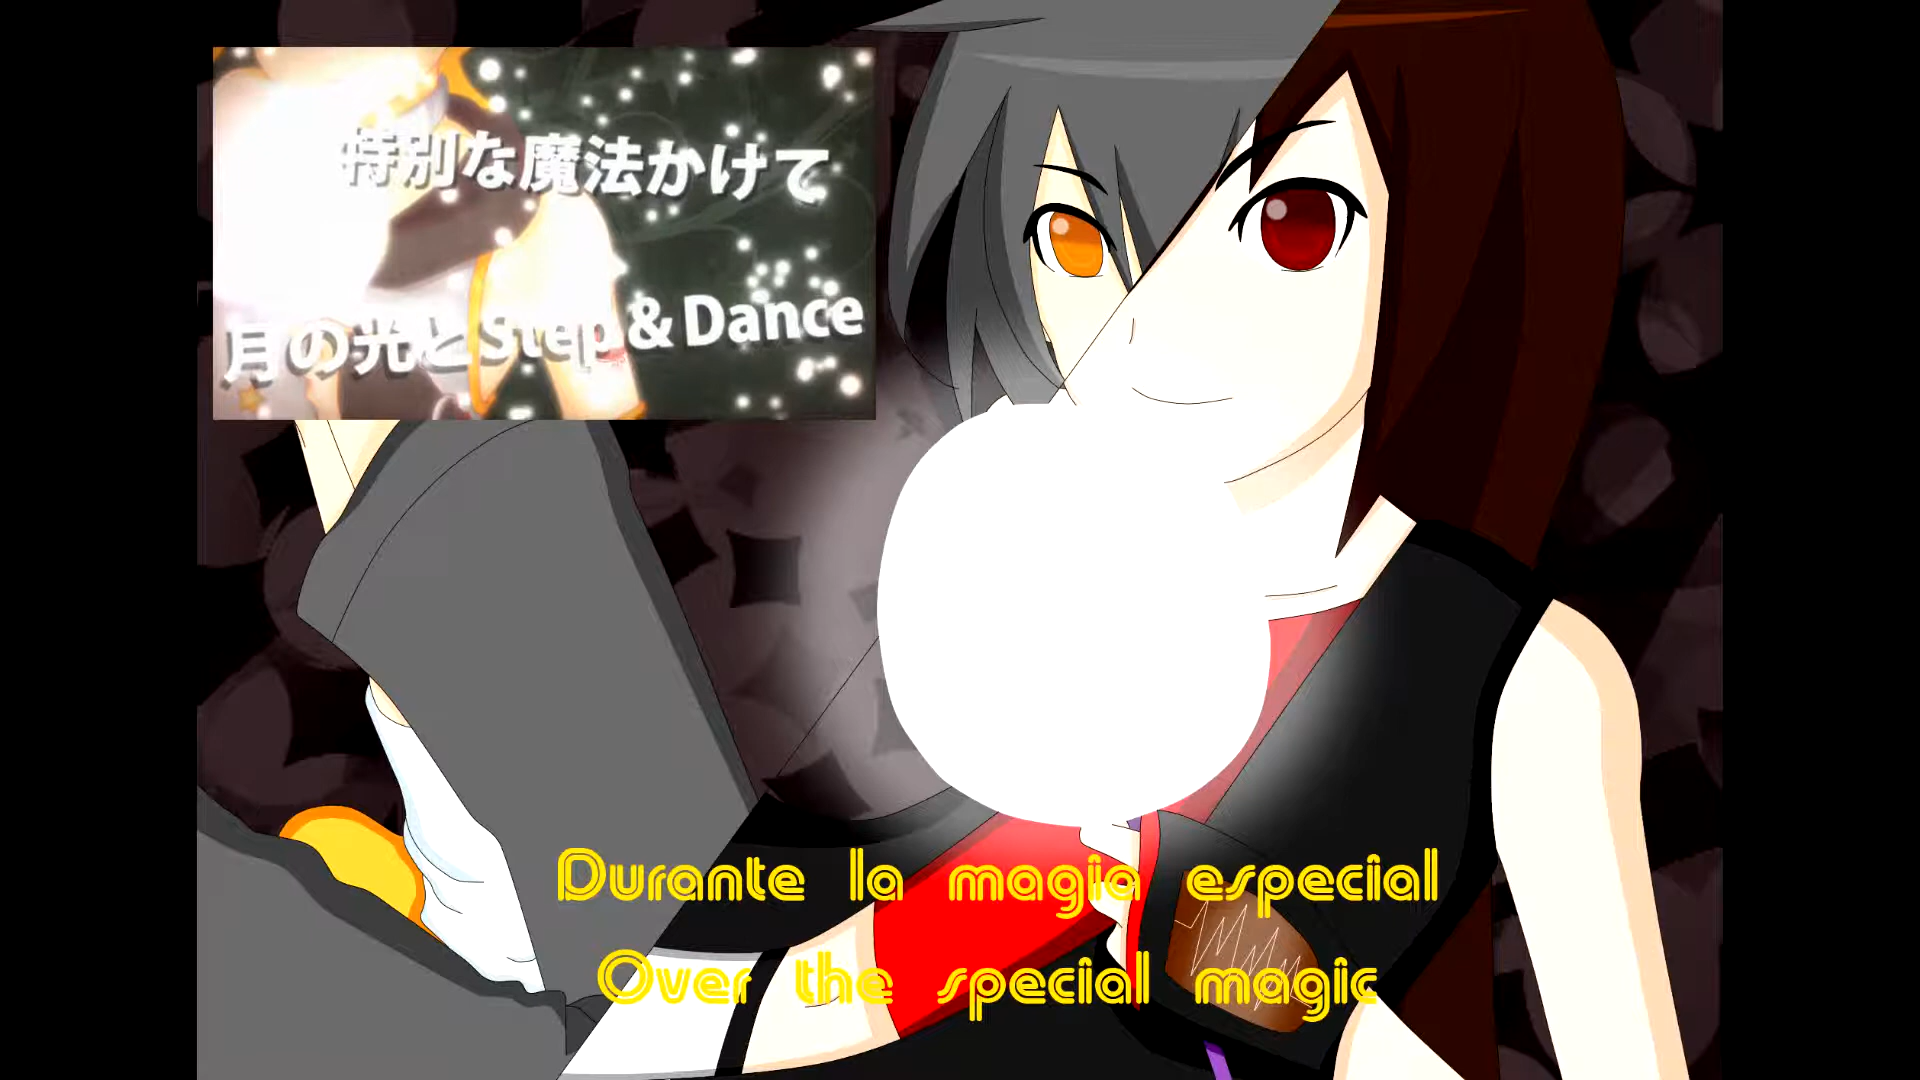 特別な魔法かけて
月の光とStep&Dance
Durante la magia especial
Over the special magic